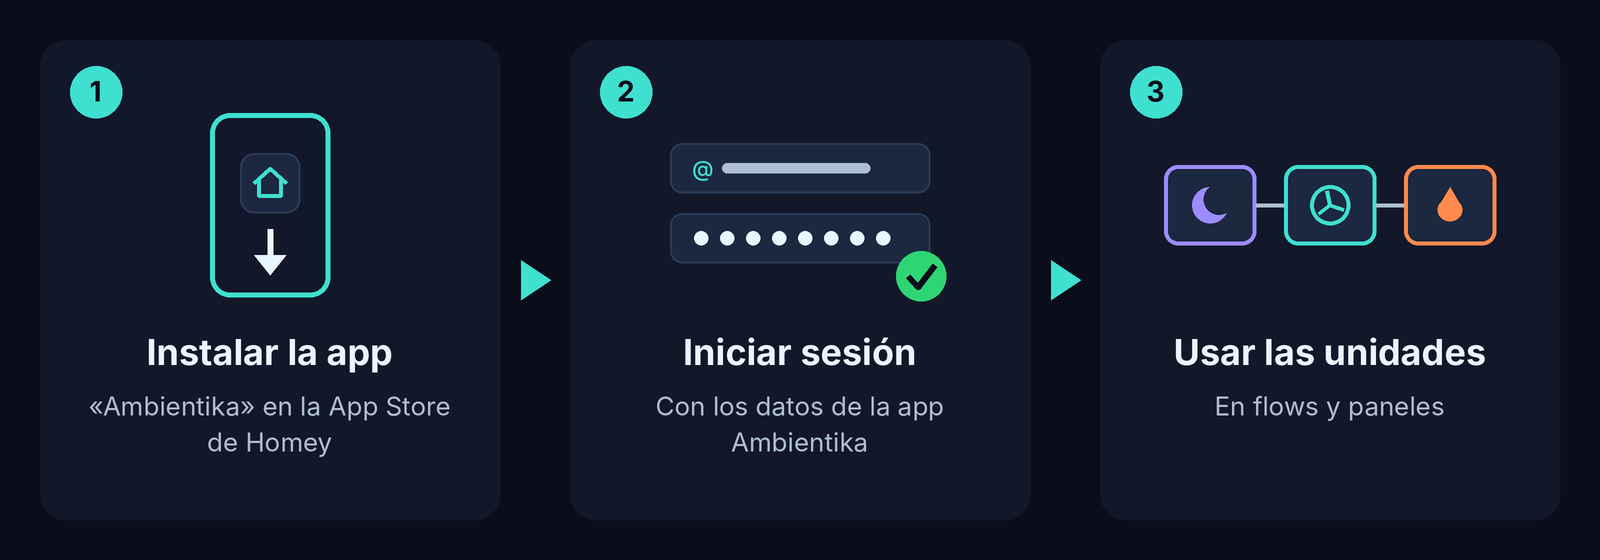 1
Instalar la app
«Ambientika» en la App Store
de Homey
2
@
Iniciar sesión
Con los datos de la app
Ambientika
3
Usar las unidades
En flows y paneles